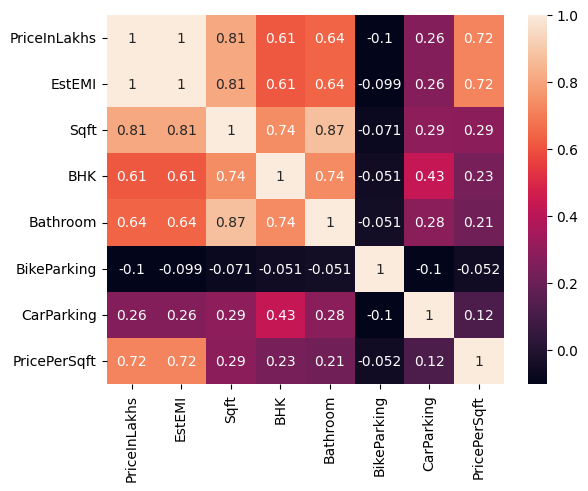 PriceInLakhs 1 1 0.81 0.61 0.64 -0.1 0.26 0.72
EstEMI 1 1 0.81 0.61 0.64 -0.099 0.26 0.72
Sqft 0.81 0.81 1 0.74 0.87 -0.071 0.29 0.29
BHK 0.61 0.61 0.74 1 0.74 -0.051 0.43 0.23
Bathroom 0.64 0.64 0.87 0.74 1 -0.051 0.28 0.21
BikeParking -0.1 -0.099 -0.071 -0.051 -0.051 1 -0.1 -0.052
CarParking 0.26 0.26 0.29 0.43 0.28 -0.1 1 0.12
PricePerSqft 0.72 0.72 0.29 0.23 0.21 -0.052 0.12 1
PriceInLakhs
EstEMI
Sqft
BHK
Bathroom
BikeParking
CarParking
PricePerSqft
1.0
0.8
0.6
0.4
0.2
0.0